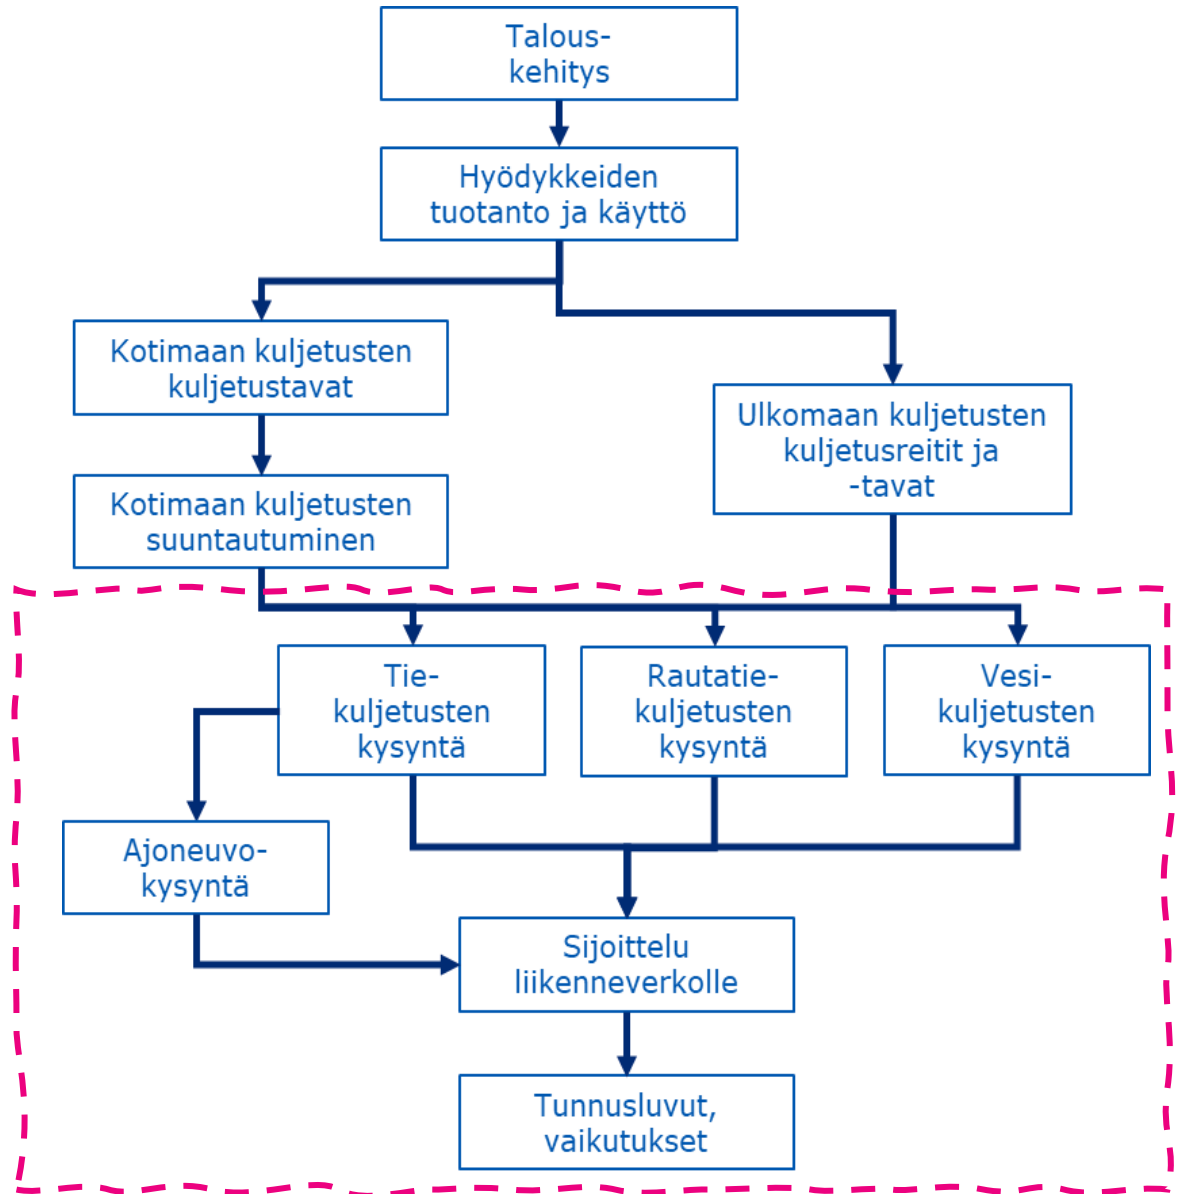 Talous-
kehitys
Hyödykkeiden
tuotanto ja käyttö
Kotimaan kuljetusten
kuljetustavat
Ulkomaan kuljetusten
kuljetusreitit ja
-tavat
Kotimaan kuljetusten
suuntautuminen
Tie-
kuljetusten
kysyntä
Rautatie-
kuljetusten
kysyntä
Vesi-
kuljetusten
kysyntä
Ajoneuvo-
kysyntä
Sijoittelu
liikenneverkolle
Tunnusluvut,
vaikutukset